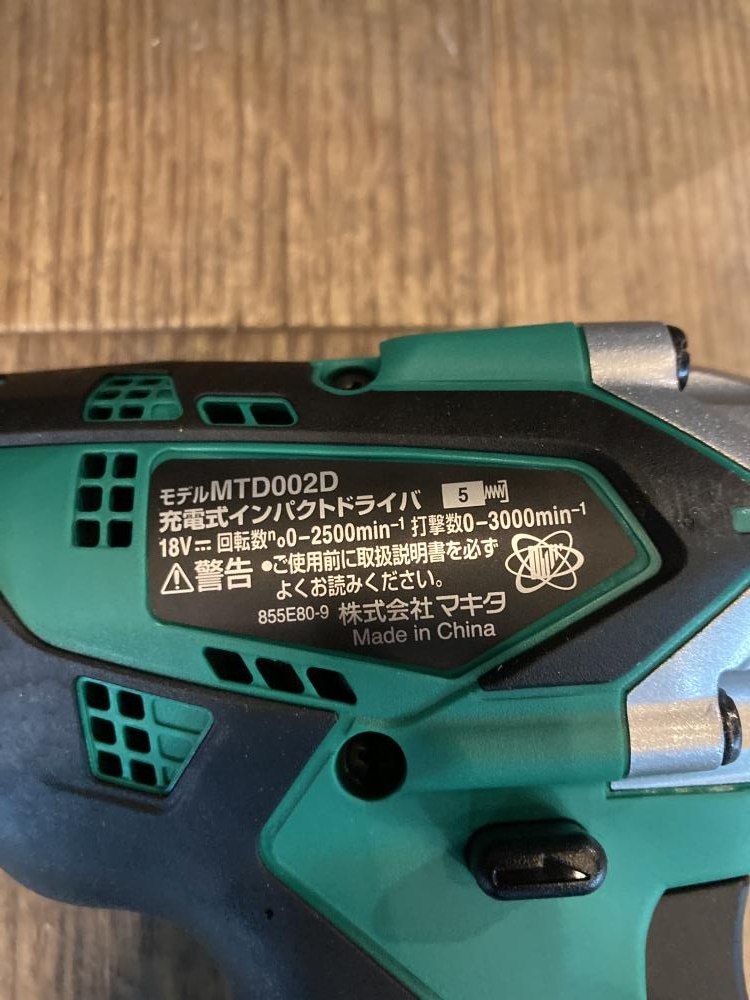 モデルMTD002D
充電式インパクトドライバ 5
18V⎓ 回転数n₀0-2500min⁻¹ 打撃数0-3000min⁻¹
⚠警告 •ご使用前に取扱説明書を必ず
よくお読みください。
855E80-9 株式会社マキタ
Made in China